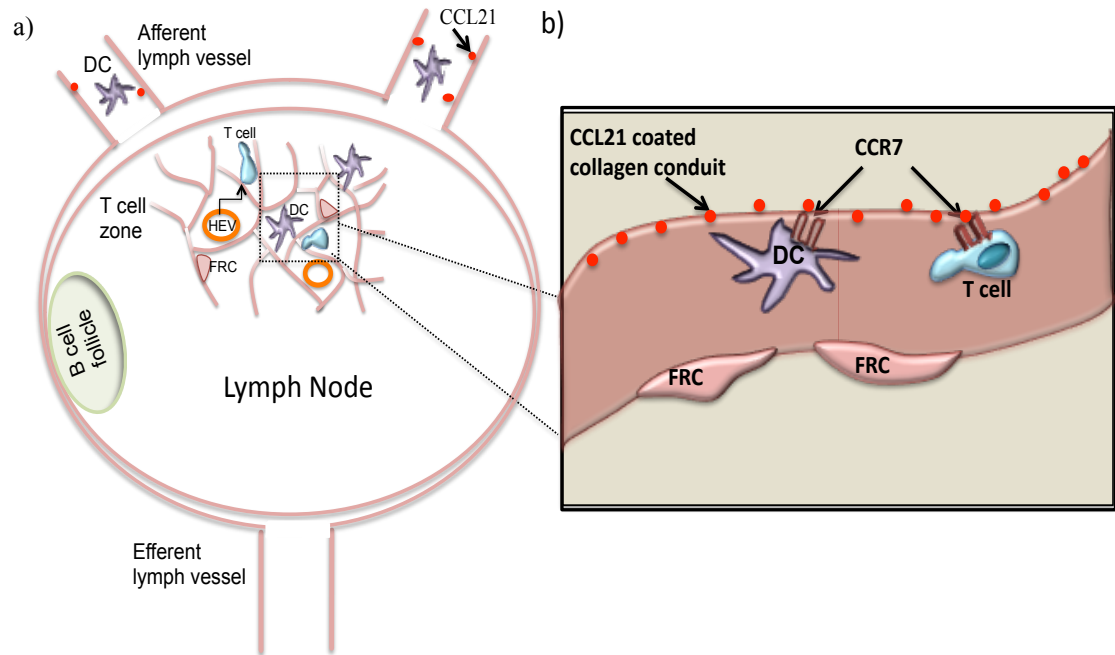 a)
Afferent
lymph vessel
DC
CCL21
T cell
T cell
zone
HEV
DC
FRC
B cell
follicle
Lymph Node
Efferent
lymph vessel
b)
CCL21 coated
collagen conduit
CCR7
DC
T cell
FRC
FRC